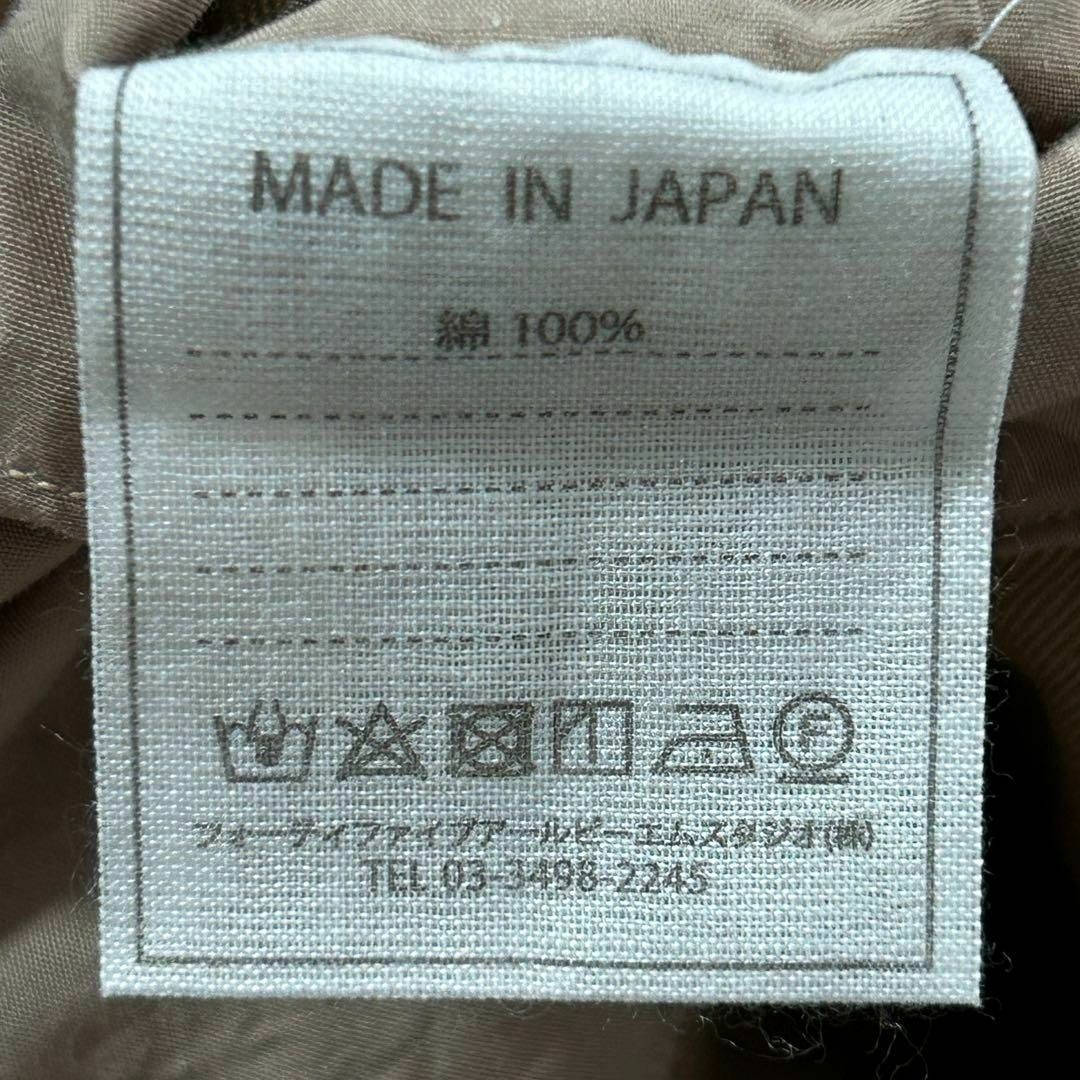 MADE IN JAPAN
綿 100%
F
フォーティファイブアールピーエムスタジオ(株)
TEL 03-3498-2245